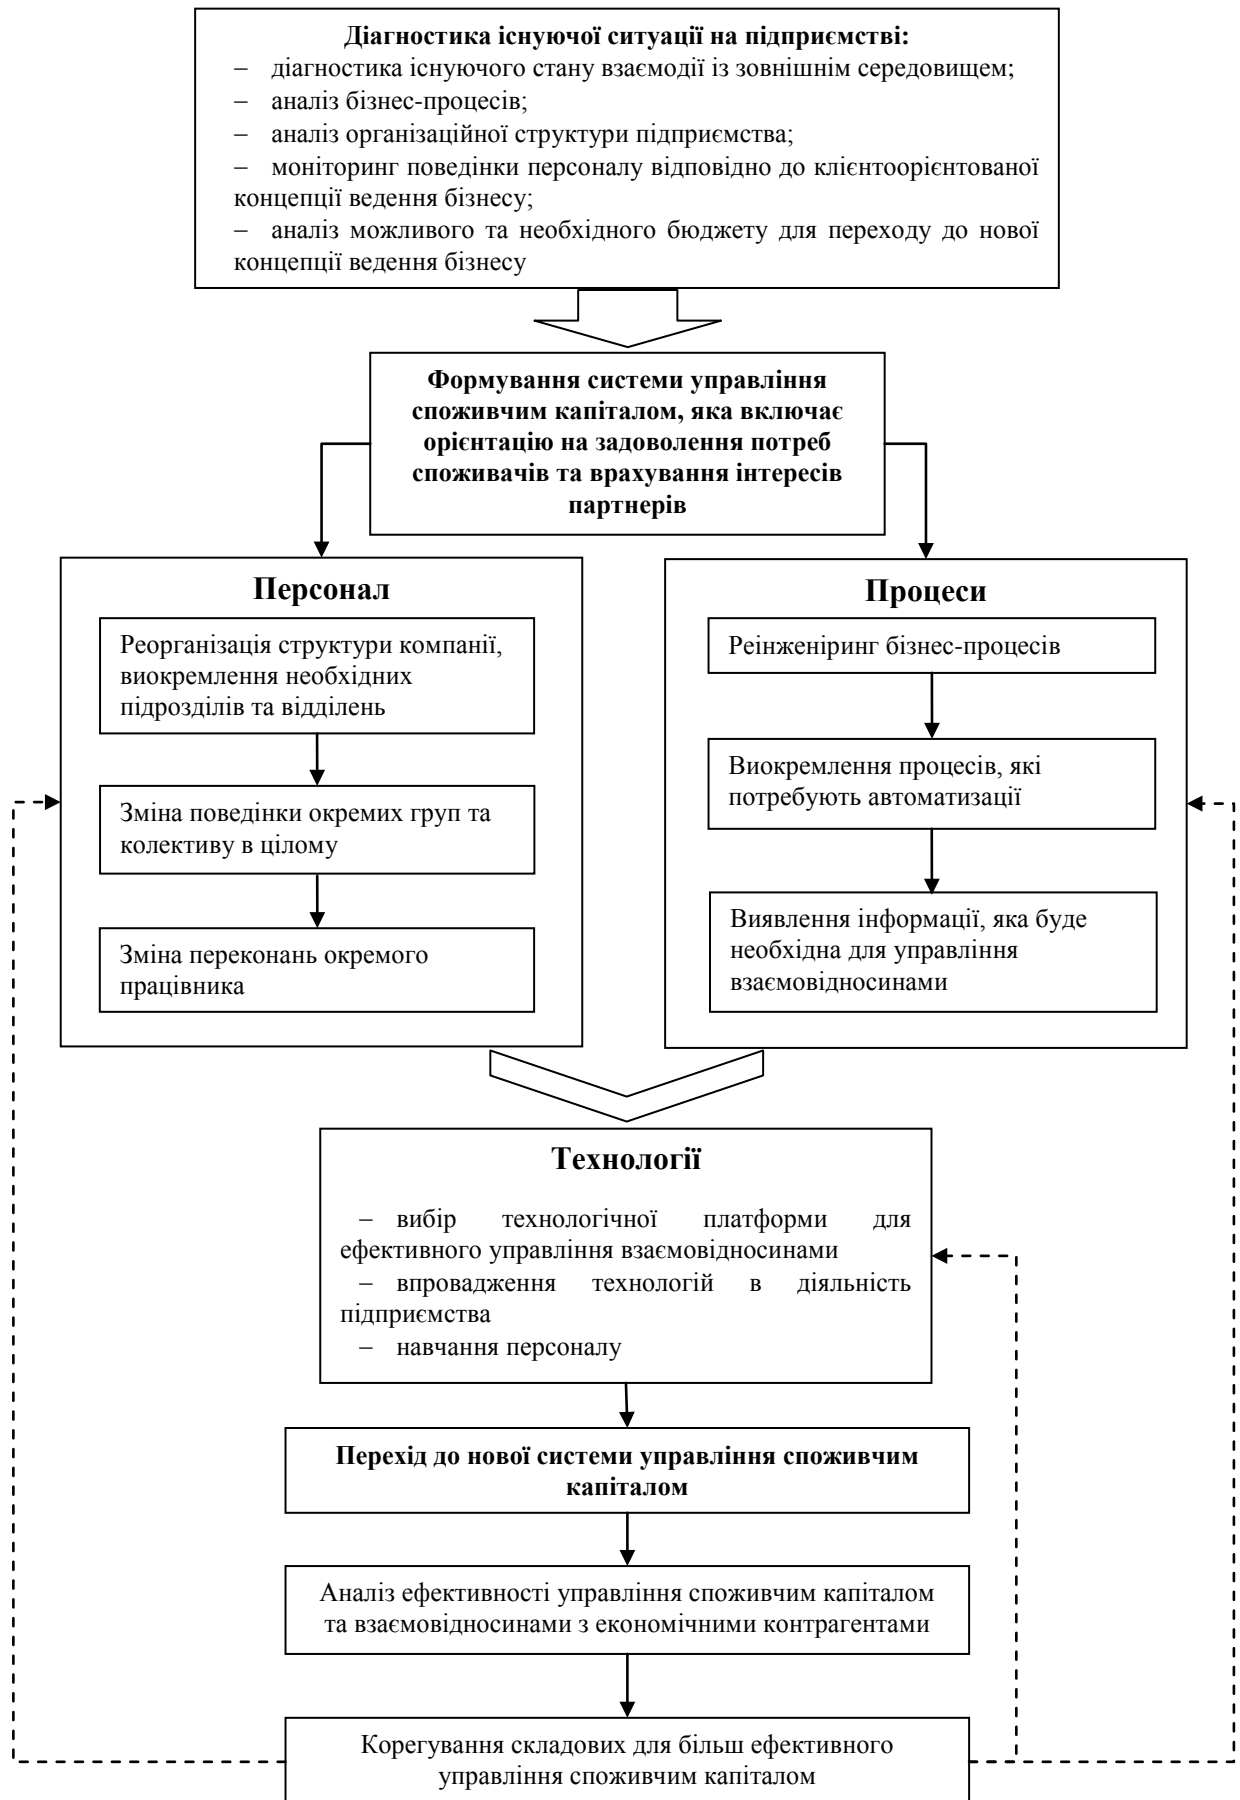 Діагностика існуючої ситуації на підприємстві:
– діагностика існуючого стану взаємодії із зовнішнім середовищем;
– аналіз бізнес-процесів;
– аналіз організаційної структури підприємства;
– моніторинг поведінки персоналу відповідно до клієнтоорієнтованої
концепції ведення бізнесу;
– аналіз можливого та необхідного бюджету для переходу до нової
концепції ведення бізнесу
Формування системи управління
споживчим капіталом, яка включає
орієнтацію на задоволення потреб
споживачів та врахування інтересів
партнерів
Персонал
Реорганізація структури компанії,
виокремлення необхідних
підрозділів та відділень
Зміна поведінки окремих груп та
колективу в цілому
Зміна переконань окремого
працівника
Процеси
Реінженіринг бізнес-процесів
Виокремлення процесів, які
потребують автоматизації
Виявлення інформації, яка буде
необхідна для управління
взаємовідносинами
Технології
– вибір технологічної платформи для
ефективного управління взаємовідносинами
– впровадження технологій в діяльність
підприємства
– навчання персоналу
Перехід до нової системи управління споживчим
капіталом
Аналіз ефективності управління споживчим капіталом
та взаємовідносинами з економічними контрагентами
Корегування складових для більш ефективного
управління споживчим капіталом